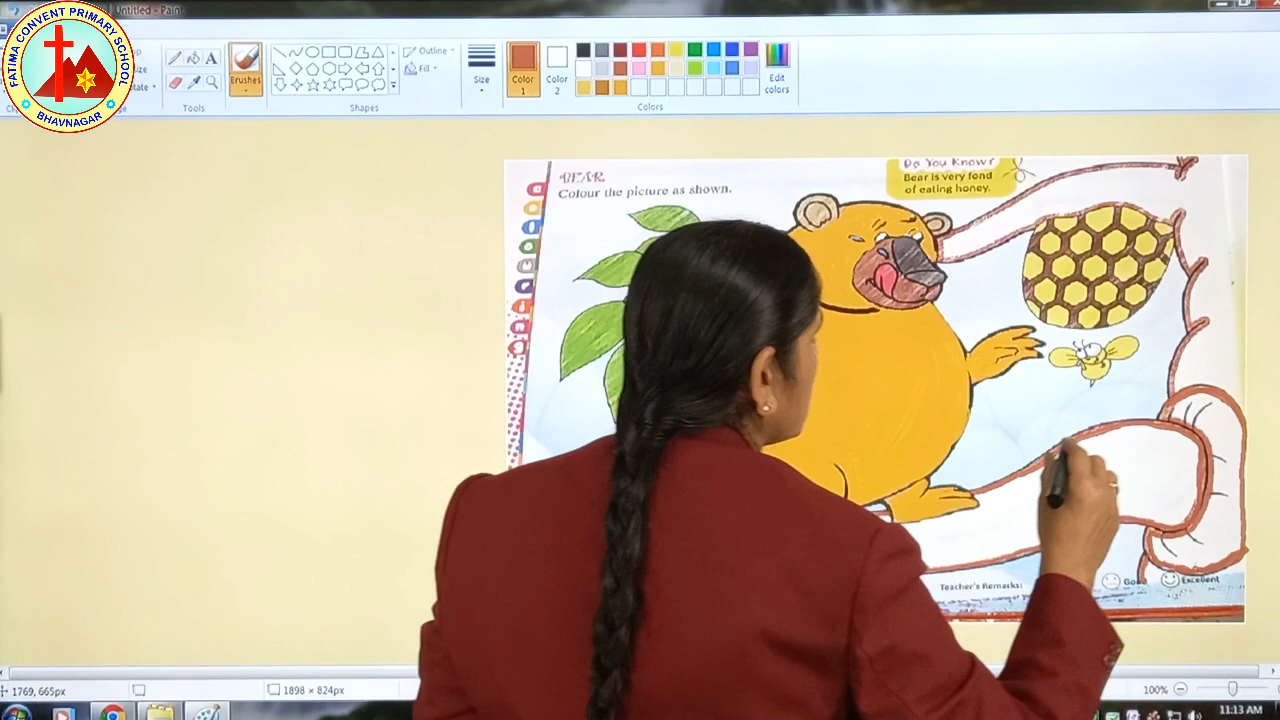 Untitled - Paint
FATIMA CONVENT PRIMARY SCHOOL
BHAVNAGAR
Brushes
Tools
Outline
Fill
Shapes
Size
Color 1
Color 2
Edit colors
Colors
BEAR
Colour the picture as shown.
Do You Know?
Bear is very fond
of eating honey.
Teacher's Remarks:
Good
Excellent
1769, 665px
1898 × 824px
100%
11:13 AM